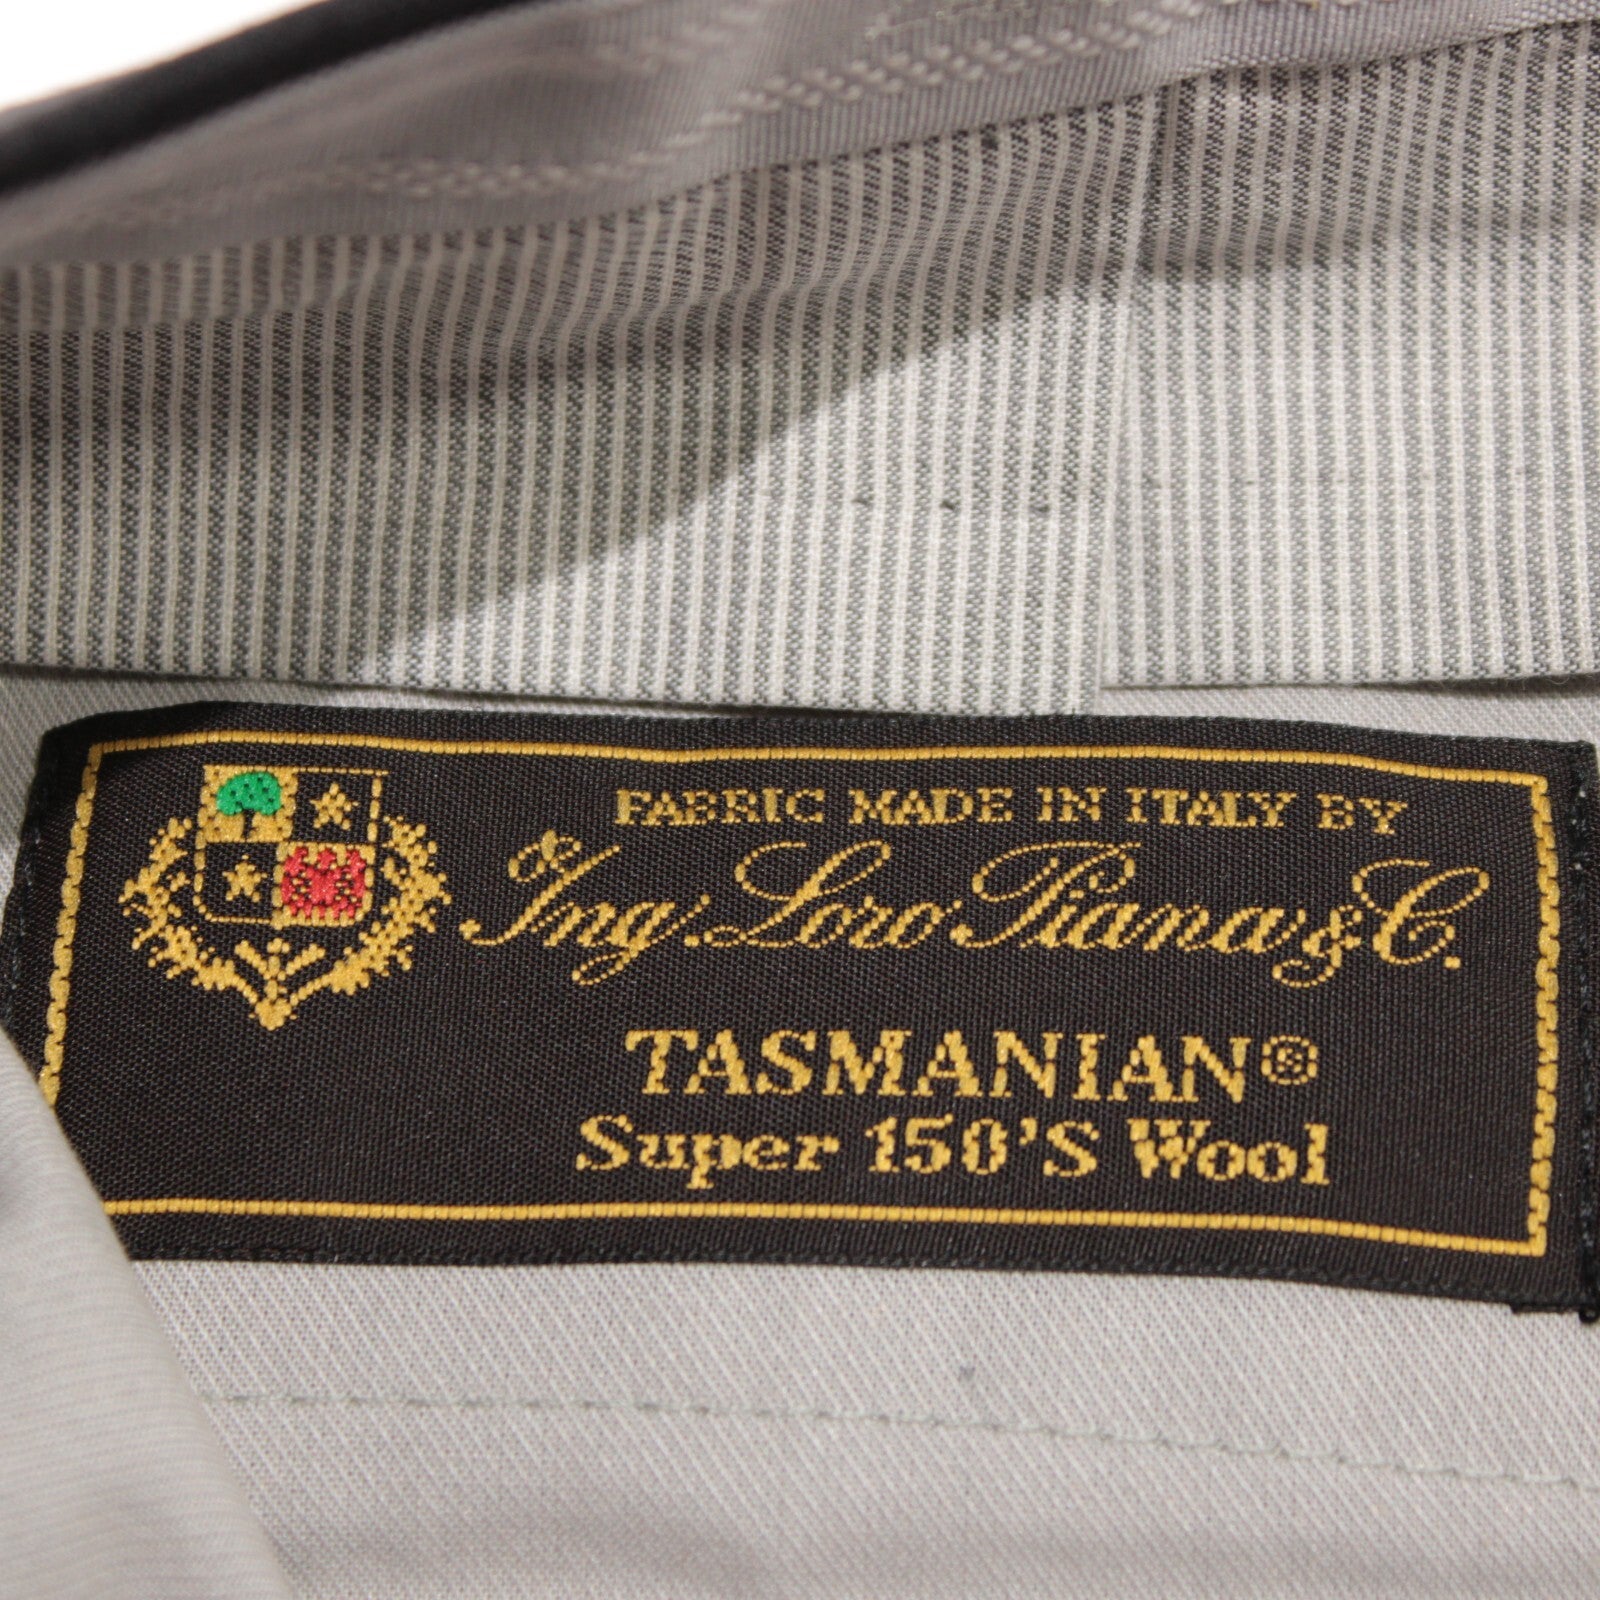 FABRIC MADE IN ITALY BY
Ing. Loro Piana & C.
TASMANIAN®
Super 150'S Wool